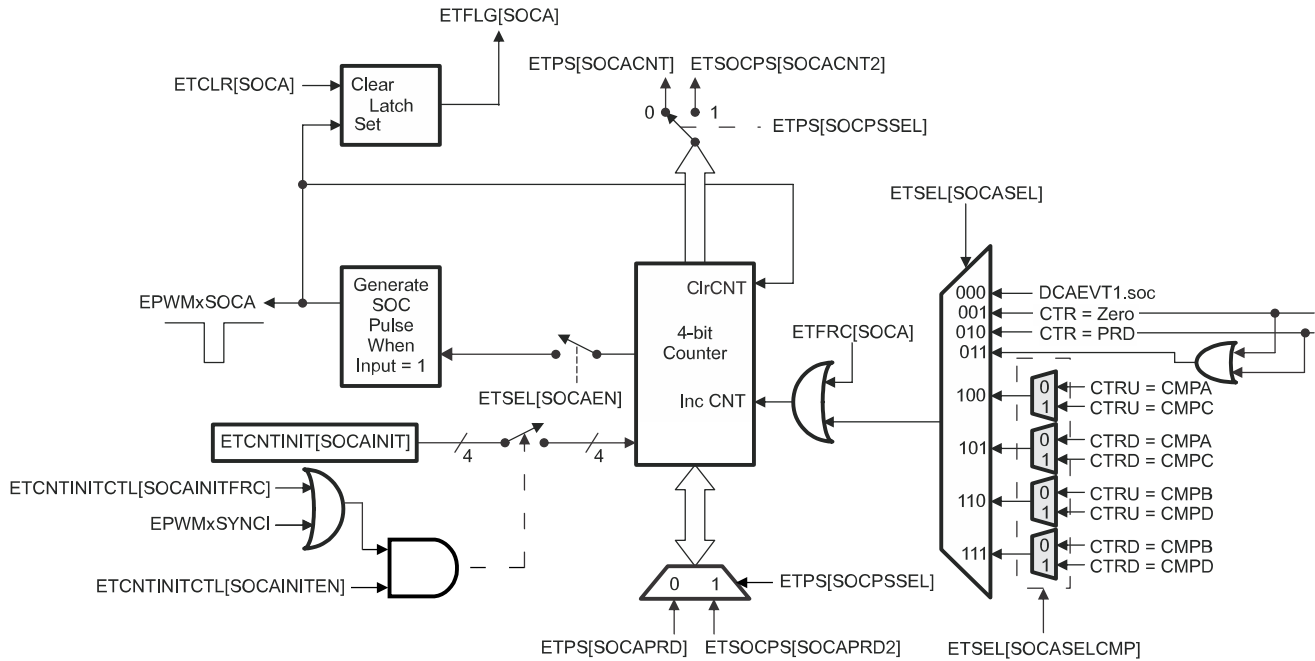 ETFLG[SOCA]
ETPS[SOCACNT]
ETSOCPS[SOCACNT2]
ETCLR[SOCA]
Clear
Latch
Set
0
1
ETPS[SOCPSSEL]
ETSEL[SOCASEL]
EPWMxSOCA
Generate
SOC
Pulse
When
Input = 1
ClrCNT
4-bit
Counter
Inc CNT
ETSEL[SOCAEN]
ETFRC[SOCA]
000
DCAEVT1.soc
001
CTR = Zero
010
CTR = PRD
011
100
0
CTRU = CMPA
1
CTRU = CMPC
101
0
CTRD = CMPA
1
CTRD = CMPC
110
0
CTRU = CMPB
1
CTRU = CMPD
111
0
CTRD = CMPB
1
CTRD = CMPD
ETCNTINIT[SOCAINIT]
4
4
ETCNTINITCTL[SOCAINITFRC]
EPWMxSYNCI
ETCNTINITCTL[SOCAINITEN]
0
1
ETPS[SOCPSSEL]
ETPS[SOCAPRD]
ETSOCPS[SOCAPRD2]
ETSEL[SOCASELCMP]